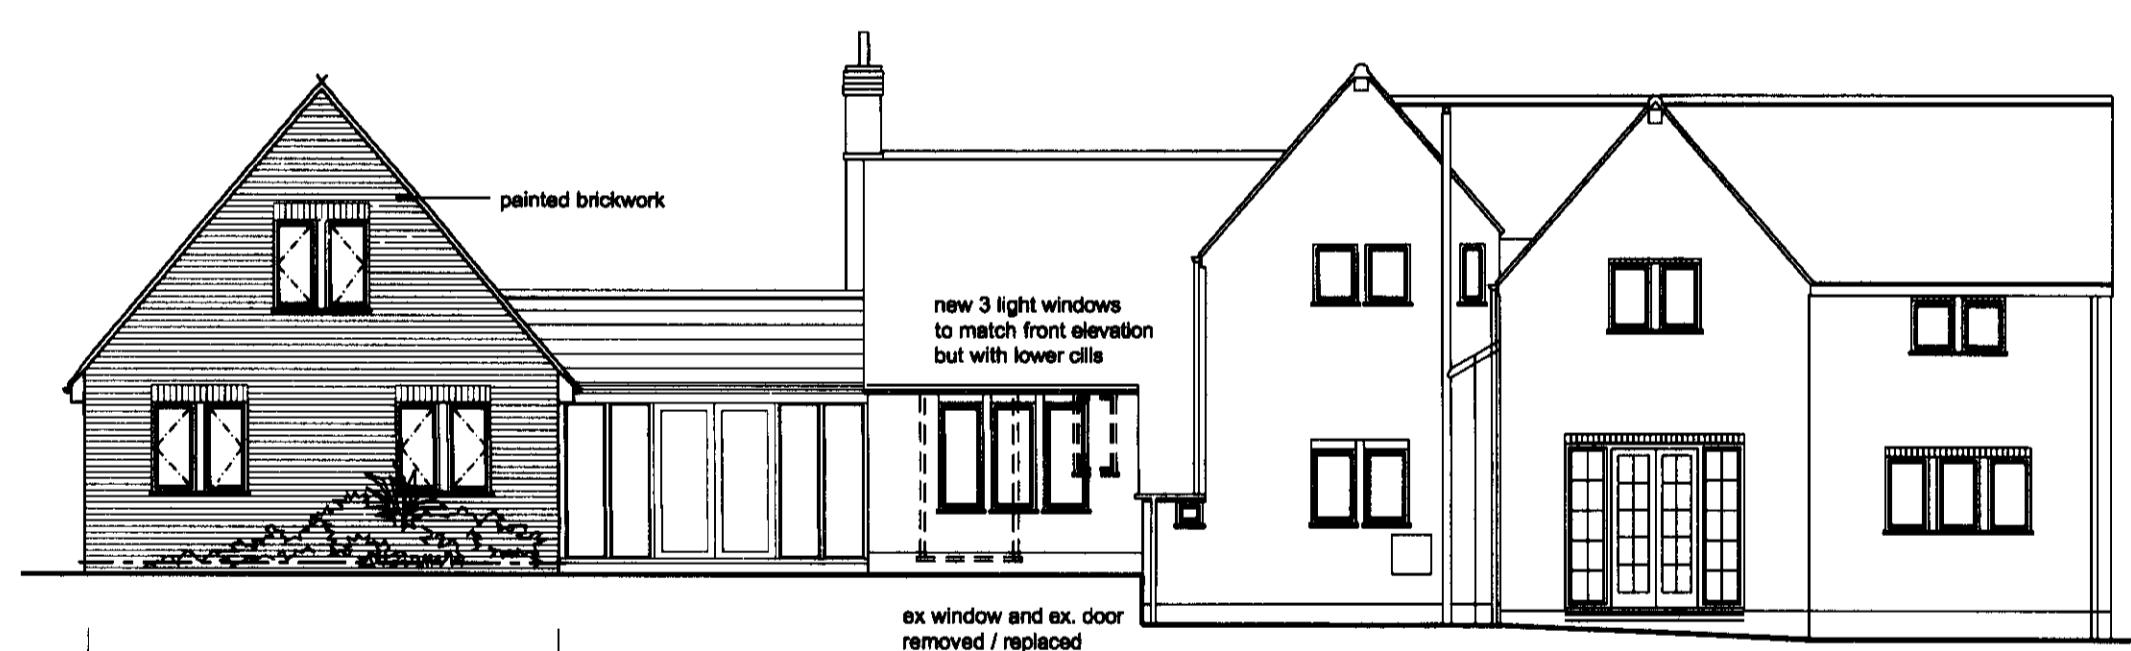 painted brickwork
new 3 light windows
to match front elevation
but with lower cills
ex window and ex. door
removed / replaced